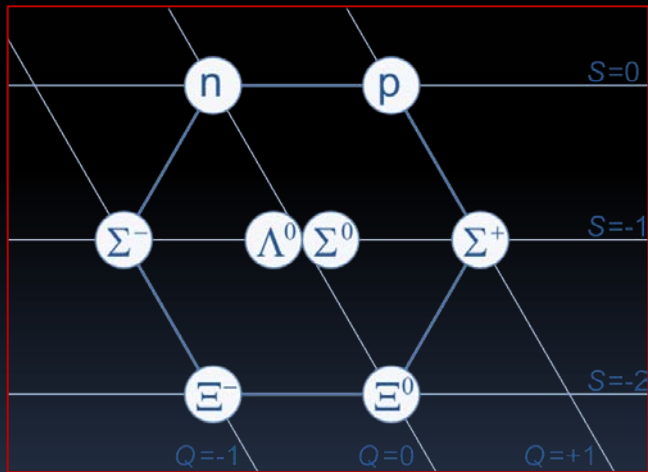 n p S=0
Σ⁻ Λ⁰ Σ⁰ Σ⁺ S=-1
Ξ⁻ Ξ⁰ S=-2
Q=-1 Q=0 Q=+1